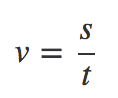 v = s/t